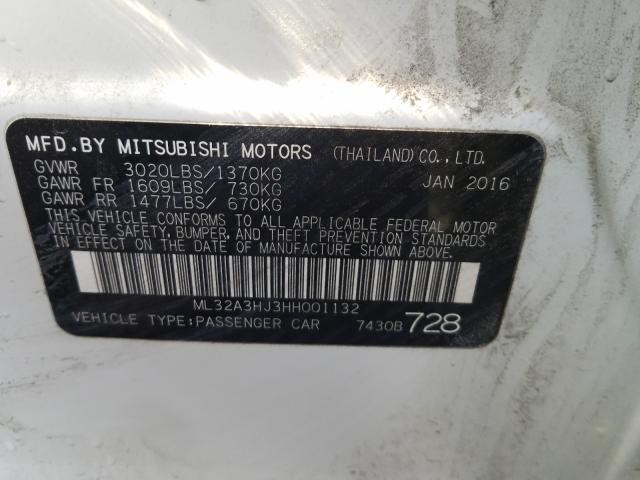 MFD.BY MITSUBISHI MOTORS (THAILAND)CO.,LTD.
GVWR 3020LBS/1370KG JAN 2016
GAWR FR 1609LBS/ 730KG
GAWR RR 1477LBS/ 670KG
THIS VEHICLE CONFORMS TO ALL APPLICABLE FEDERAL MOTOR
VEHICLE SAFETY, BUMPER, AND THEFT PREVENTION STANDARDS
IN EFFECT ON THE DATE OF MANUFACTURE SHOWN ABOVE.
ML32A3HJ3HH001132
VEHICLE TYPE:PASSENGER CAR 7430B 728